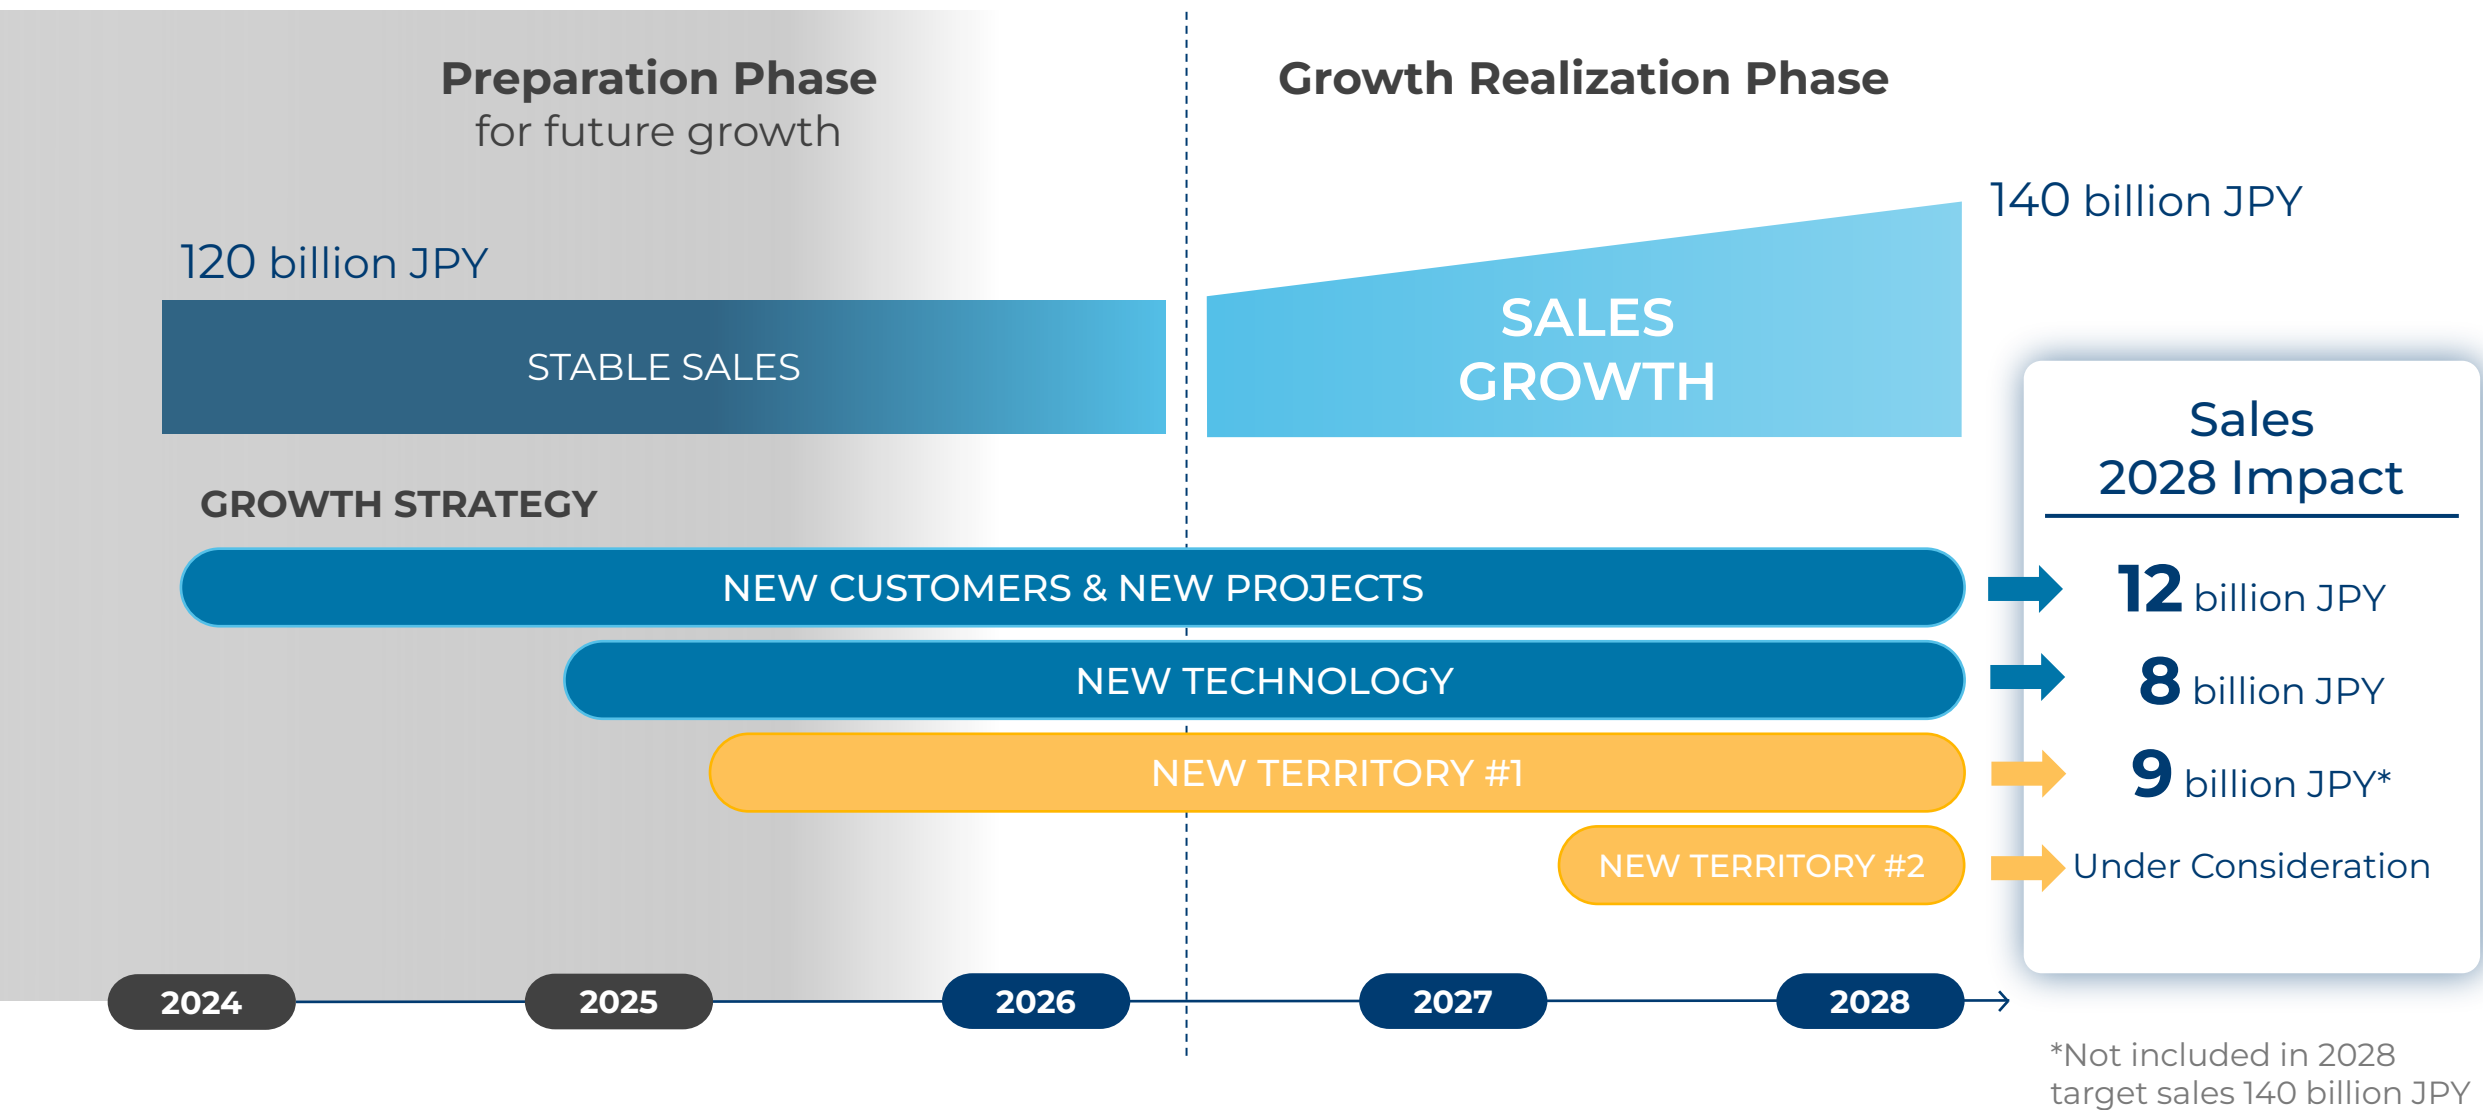 Preparation Phase
for future growth
Growth Realization Phase
120 billion JPY
140 billion JPY
STABLE SALES
SALES
GROWTH
GROWTH STRATEGY
NEW CUSTOMERS & NEW PROJECTS
NEW TECHNOLOGY
NEW TERRITORY #1
NEW TERRITORY #2
Sales
2028 Impact
12 billion JPY
8 billion JPY
9 billion JPY*
Under Consideration
2024
2025
2026
2027
2028
*Not included in 2028
target sales 140 billion JPY